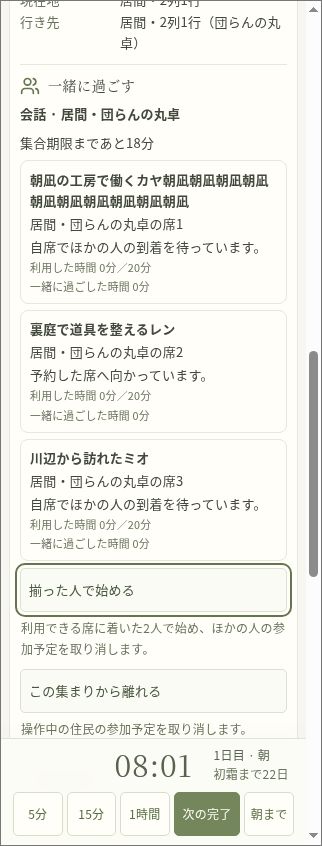 現在地 居間・2列1行
行き先 居間・2列1行（団らんの丸
卓）
一緒に過ごす
会話・居間・団らんの丸卓
集合期限まであと18分
朝凪の工房で働くカヤ朝凪朝凪朝凪朝凪
朝凪朝凪朝凪朝凪朝凪朝凪
居間・団らんの丸卓の席1
自席でほかの人の到着を待っています。
利用した時間 0分／20分
一緒に過ごした時間 0分
裏庭で道具を整えるレン
居間・団らんの丸卓の席2
予約した席へ向かっています。
利用した時間 0分／20分
一緒に過ごした時間 0分
川辺から訪れたミオ
居間・団らんの丸卓の席3
自席でほかの人の到着を待っています。
利用した時間 0分／20分
一緒に過ごした時間 0分
揃った人で始める
利用できる席に着いた2人で始め、ほかの人の参
加予定を取り消します。
この集まりから離れる
操作中の住民の参加予定を取り消します。
08:01
1日目・朝
初霜まで22日
5分 15分 1時間 次の完了 朝まで